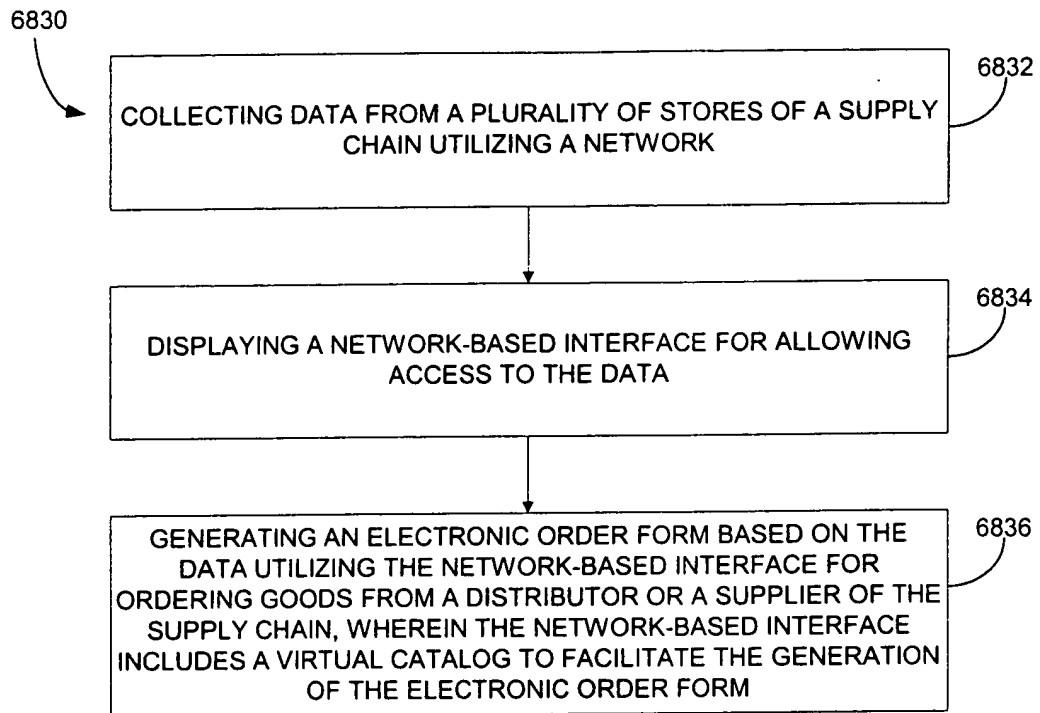 6830
6832
COLLECTING DATA FROM A PLURALITY OF STORES OF A SUPPLY
CHAIN UTILIZING A NETWORK
6834
DISPLAYING A NETWORK-BASED INTERFACE FOR ALLOWING
ACCESS TO THE DATA
6836
GENERATING AN ELECTRONIC ORDER FORM BASED ON THE
DATA UTILIZING THE NETWORK-BASED INTERFACE FOR
ORDERING GOODS FROM A DISTRIBUTOR OR A SUPPLIER OF THE
SUPPLY CHAIN, WHEREIN THE NETWORK-BASED INTERFACE
INCLUDES A VIRTUAL CATALOG TO FACILITATE THE GENERATION
OF THE ELECTRONIC ORDER FORM